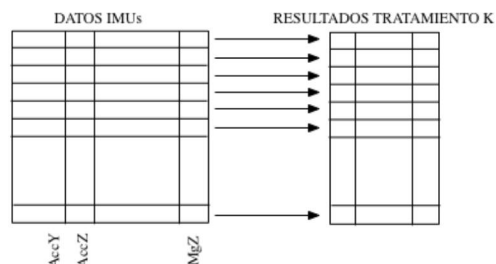 DATOS IMUs
RESULTADOS TRATAMIENTO K
AccY
AccZ
MgZ